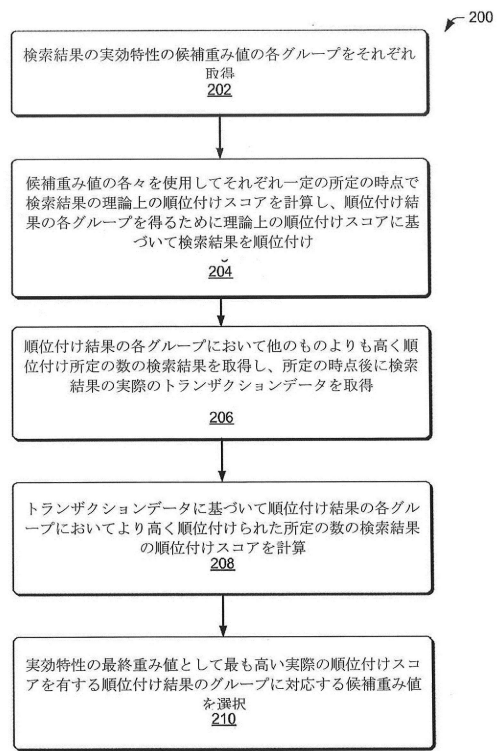 200
検索結果の実効特性の候補重み値の各グループをそれぞれ
取得
202
候補重み値の各々を使用してそれぞれ一定の所定の時点で
検索結果の理論上の順位付けスコアを計算し、順位付け結
果の各グループを得るために理論上の順位付けスコアに基
づいて検索結果を順位付け
204
順位付け結果の各グループにおいて他のものよりも高く順
位付け所定の数の検索結果を取得し、所定の時点後に検索
結果の実際のトランザクションデータを取得
206
トランザクションデータに基づいて順位付け結果の各グル
ープにおいてより高く順位付けられた所定の数の検索結果
の順位付けスコアを計算
208
実効特性の最終重み値として最も高い実際の順位付けスコ
アを有する順位付け結果のグループに対応する候補重み値
を選択
210